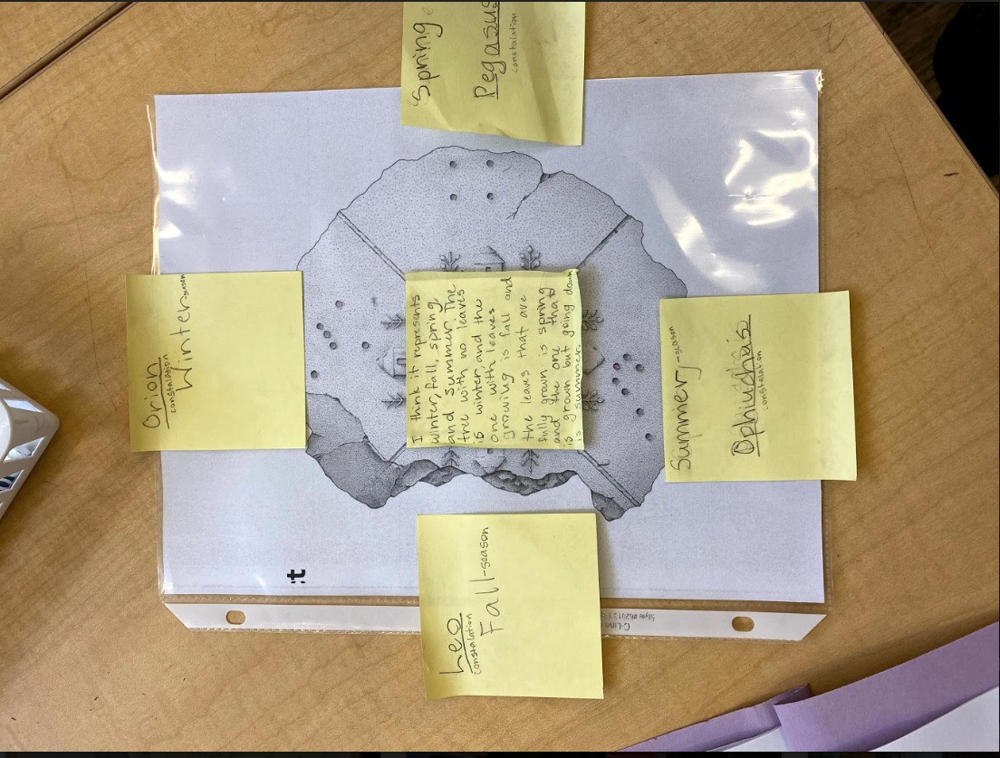 Orion
constalation
Winter-season
Spring
Pegasus
constalation
I think it represents
winter, fall, spring,
and summer. The
tree with no leaves
is winter, and the
one with leaves
growing is fall and
the leaves that are
fully grown is spring
and the one that
is grown but going down
is summer.
Leo
constalation
Fall-season
Summer-season
constalation
t
C-Line